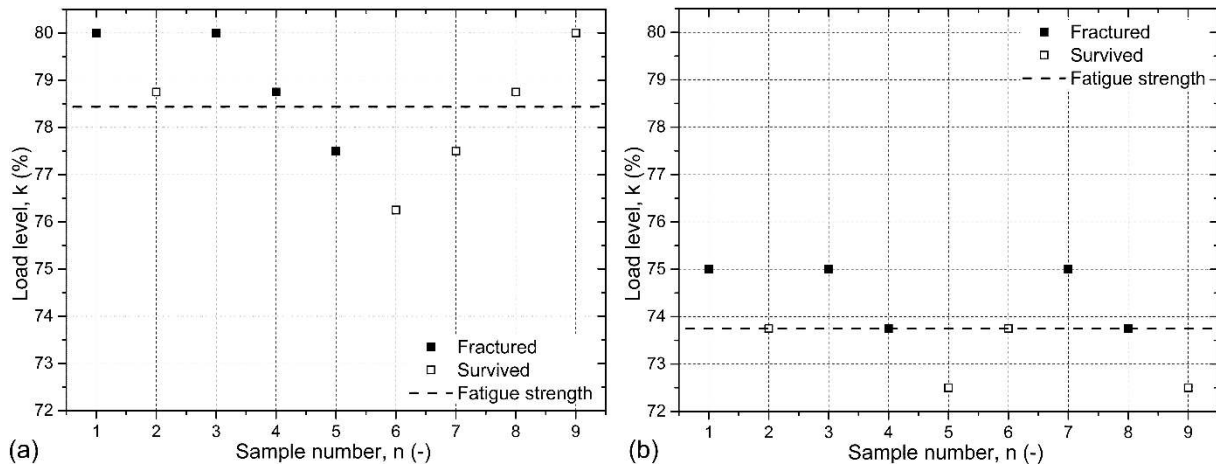 80
79
78
77
76
75
74
73
72
Load level, k (%)
Fractured
Survived
Fatigue strength
1 2 3 4 5 6 7 8 9
Sample number, n (-)
(a)
80
79
78
77
76
75
74
73
72
Load level, k (%)
Fractured
Survived
Fatigue strength
1 2 3 4 5 6 7 8 9
Sample number, n (-)
(b)